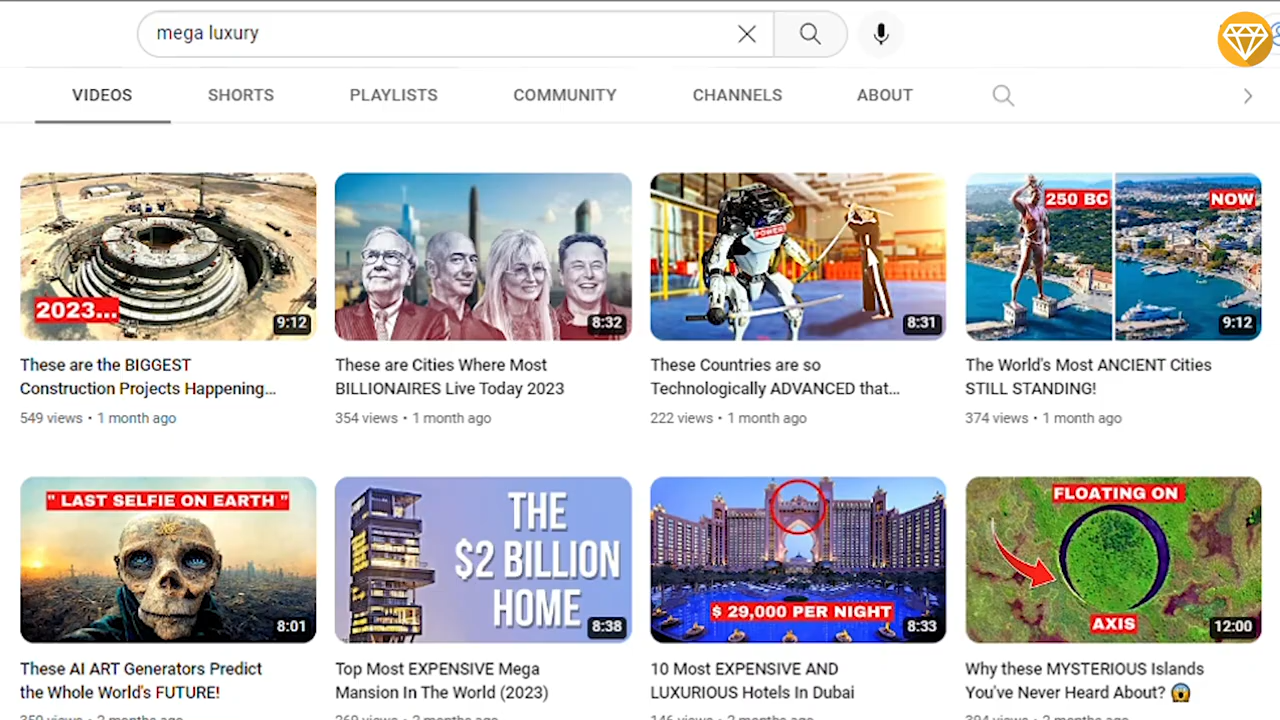 mega luxury
VIDEOS SHORTS PLAYLISTS COMMUNITY CHANNELS ABOUT
2023...
9:12
8:32
POWER
8:31
250 BC
NOW
9:12
These are the BIGGEST
Construction Projects Happening...
549 views • 1 month ago
These are Cities Where Most
BILLIONAIRES Live Today 2023
354 views • 1 month ago
These Countries are so
Technologically ADVANCED that...
222 views • 1 month ago
The World's Most ANCIENT Cities
STILL STANDING!
374 views • 1 month ago
" LAST SELFIE ON EARTH "
8:01
THE
$2 BILLION
HOME
8:38
$ 29,000 PER NIGHT
8:33
FLOATING ON
AXIS
12:00
These AI ART Generators Predict
the Whole World's FUTURE!
Top Most EXPENSIVE Mega
Mansion In The World (2023)
10 Most EXPENSIVE AND
LUXURIOUS Hotels In Dubai
Why these MYSTERIOUS Islands
You've Never Heard About? 😱